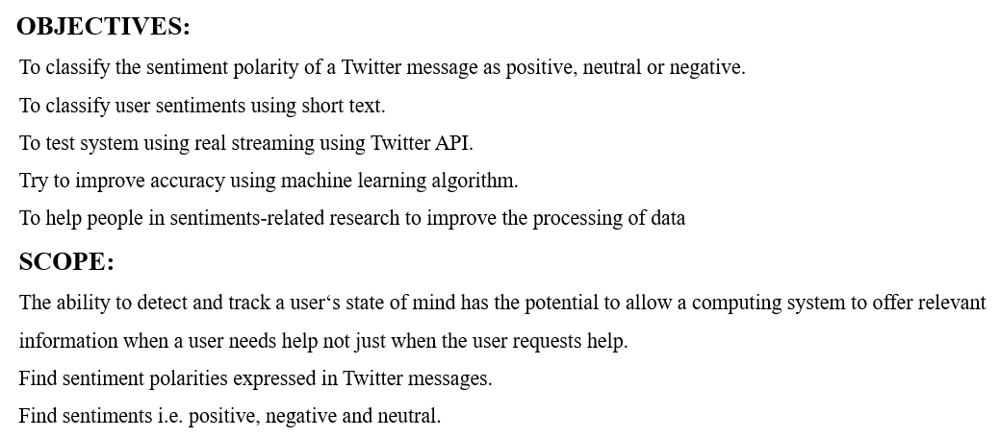 OBJECTIVES:
To classify the sentiment polarity of a Twitter message as positive, neutral or negative.
To classify user sentiments using short text.
To test system using real streaming using Twitter API.
Try to improve accuracy using machine learning algorithm.
To help people in sentiments-related research to improve the processing of data
SCOPE:
The ability to detect and track a user‘s state of mind has the potential to allow a computing system to offer relevant
information when a user needs help not just when the user requests help.
Find sentiment polarities expressed in Twitter messages.
Find sentiments i.e. positive, negative and neutral.